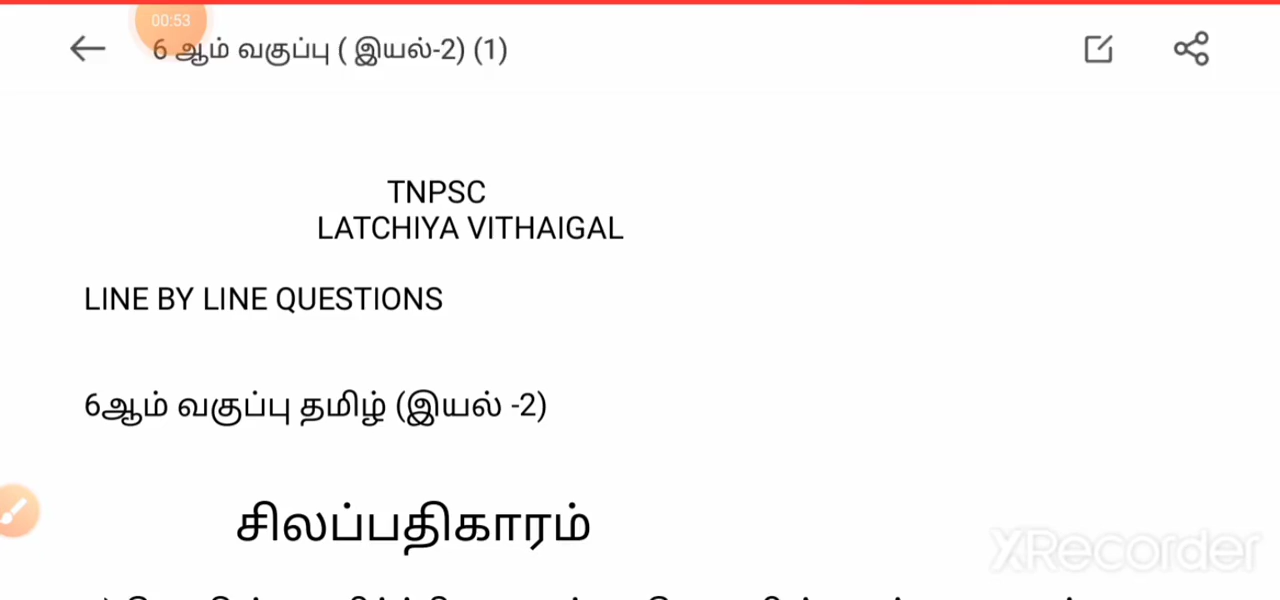 00:53
6 ஆம் வகுப்பு ( இயல்-2) (1)
TNPSC
LATCHIYA VITHAIGAL
LINE BY LINE QUESTIONS
6ஆம் வகுப்பு தமிழ் (இயல் -2)
சிலப்பதிகாரம்
XRecorder